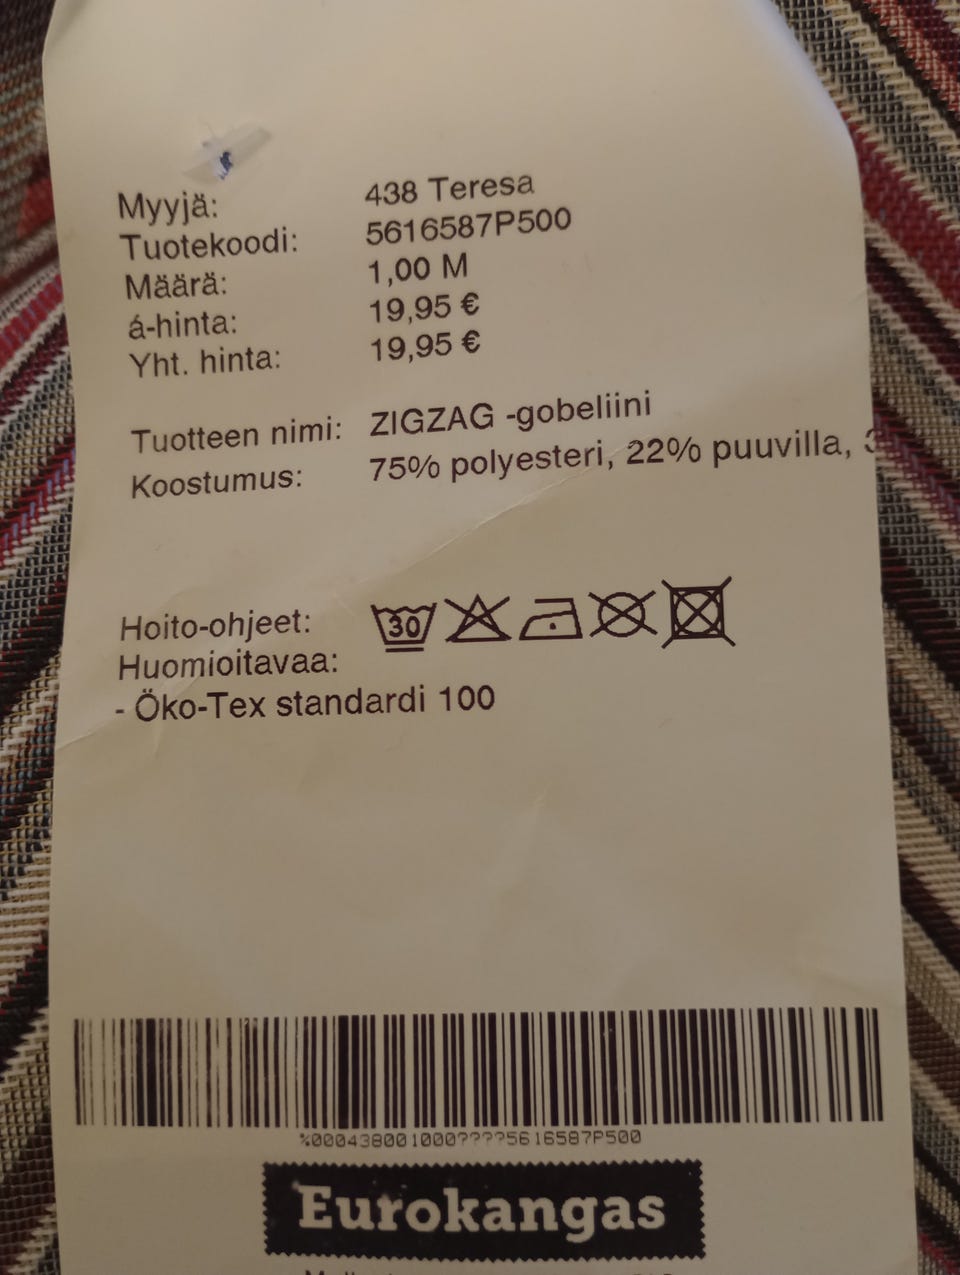 Myyjä: 438 Teresa
Tuotekoodi: 5616587P500
Määrä: 1,00 M
á-hinta: 19,95 €
Yht. hinta: 19,95 €
Tuotteen nimi: ZIGZAG -gobeliini
Koostumus: 75% polyesteri, 22% puuvilla,
Hoito-ohjeet: 30
Huomioitavaa:
- Öko-Tex standardi 100
%000438001000????5616587P500
Eurokangas